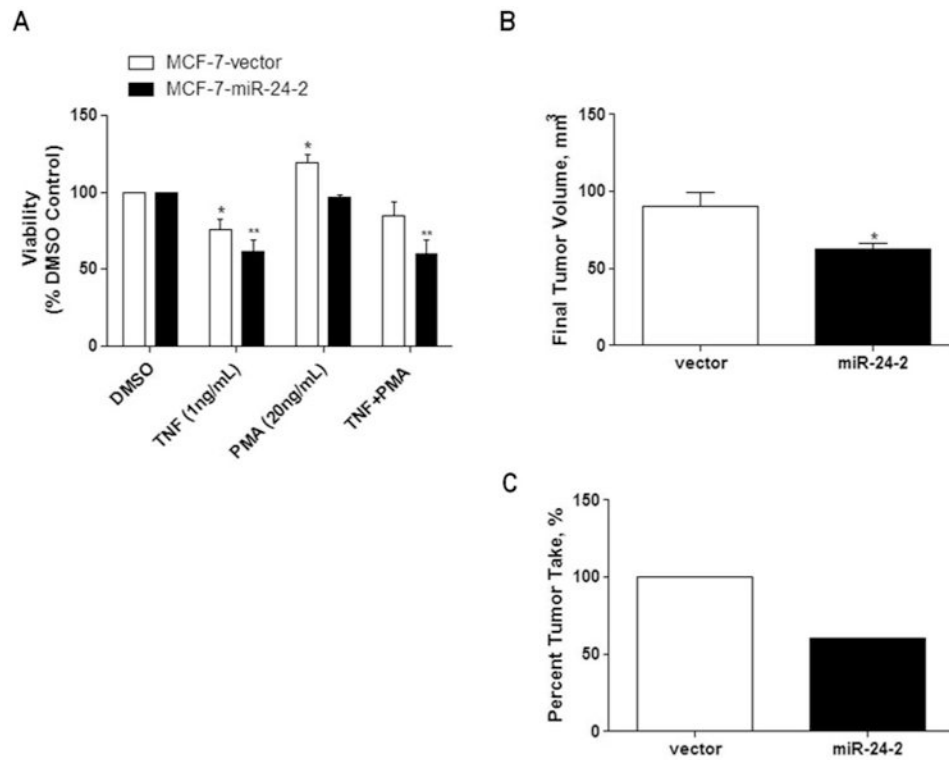 A
MCF-7-vector
MCF-7-miR-24-2
Viability
(% DMSO Control)
150
100
50
0
*
**
*
**
DMSO
TNF (1ng/mL)
PMA (20ng/mL)
TNF+PMA
B
Final Tumor Volume, mm³
150
100
50
0
*
vector
miR-24-2
C
Percent Tumor Take, %
150
100
50
0
vector
miR-24-2